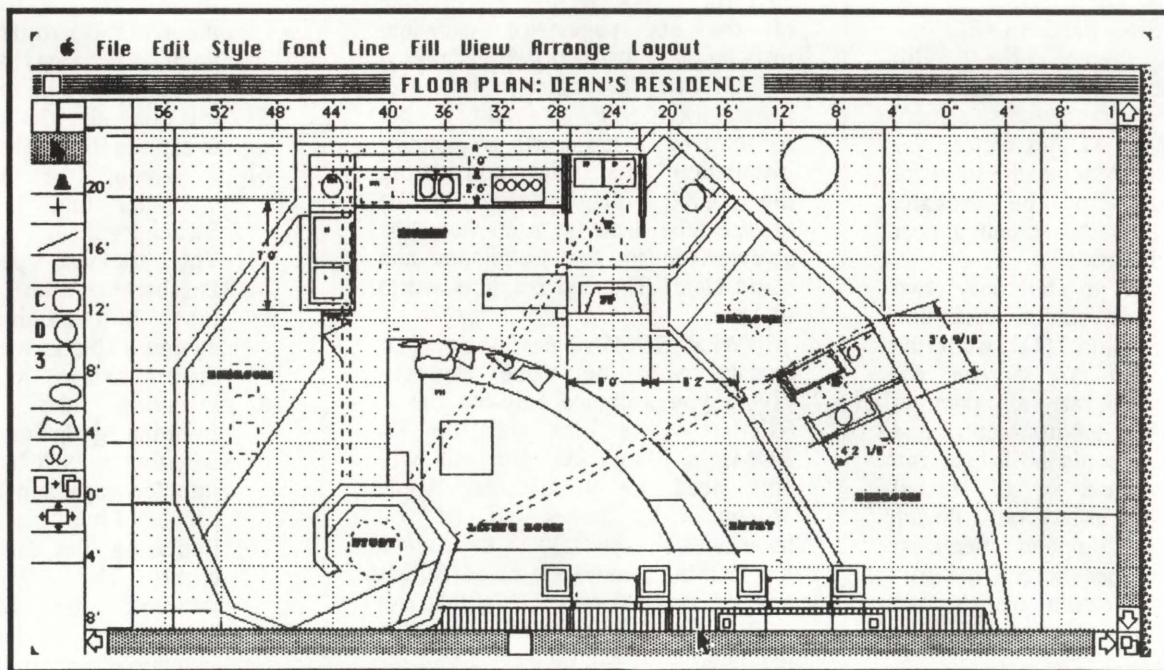 File Edit Style Font Line Fill View Arrange Layout
FLOOR PLAN: DEAN'S RESIDENCE
56' 52' 48' 44' 40' 36' 32' 28' 24' 20' 16' 12' 8' 4' 0" 4' 8' 1
20'
16'
12'
8'
4'
0"
4'
8'
C
D
3
1'0"
2'6"
7'0"
3'6 9/16"
8'2"
4'2 1/8"
BEDROOM
LIVING ROOM
ENTRY
STUDY
BEDROOM